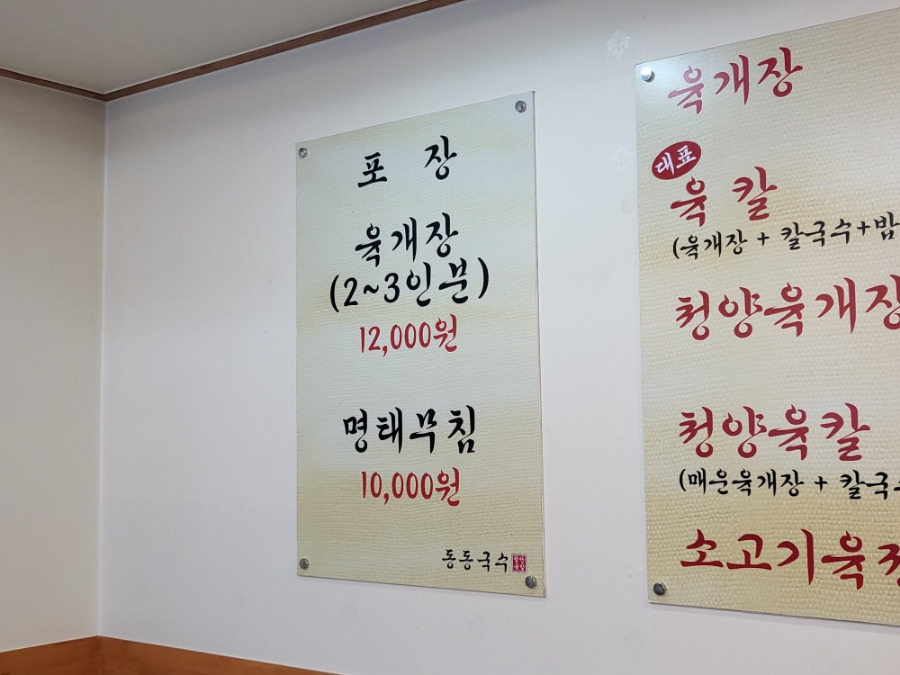 포 장
육개장
(2~3인분)
12,000원
명태무침
10,000원
동동국수
육개장
대표
육칼
(육개장 + 칼국수+밥
청양육개장
청양육칼
(매운육개장 + 칼국
소고기육